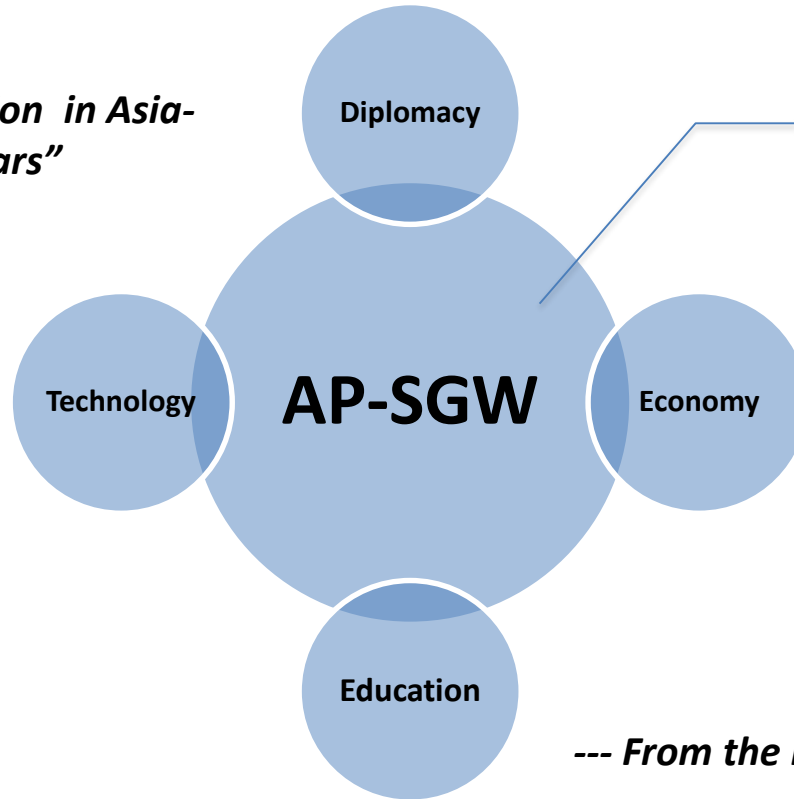 on in Asia-
ars”
Diplomacy
Technology
AP-SGW
Economy
Education
--- From the